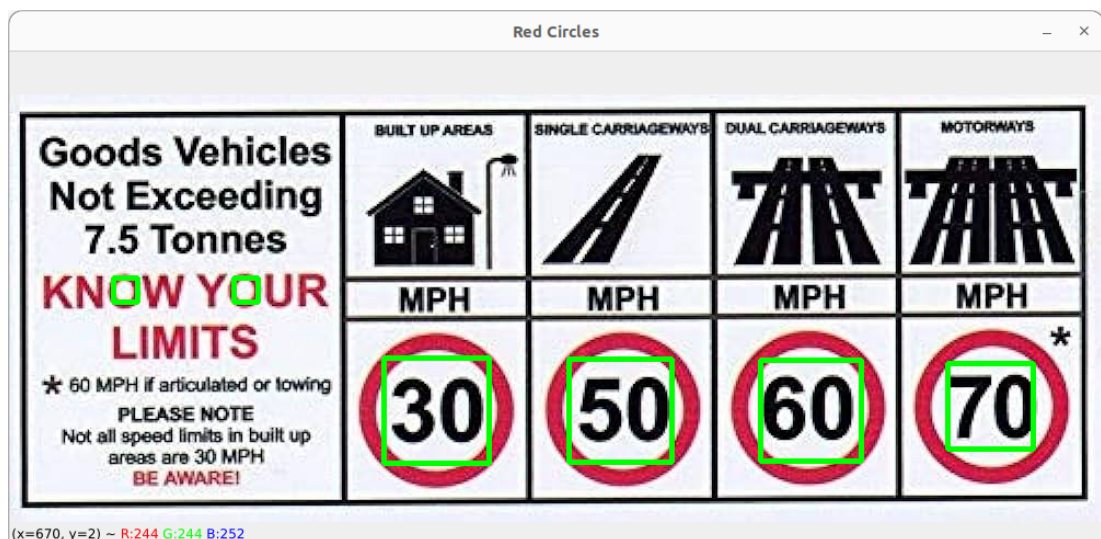 Red Circles
Goods Vehicles
Not Exceeding
7.5 Tonnes
KNOW YOUR
LIMITS
* 60 MPH if articulated or towing
PLEASE NOTE
Not all speed limits in built up
areas are 30 MPH
BE AWARE!
BUILT UP AREAS
MPH
30
SINGLE CARRIAGEWAYS
MPH
50
DUAL CARRIAGEWAYS
MPH
60
MOTORWAYS
MPH
70 *
(x=670, y=2) ~ R:244 G:244 B:252